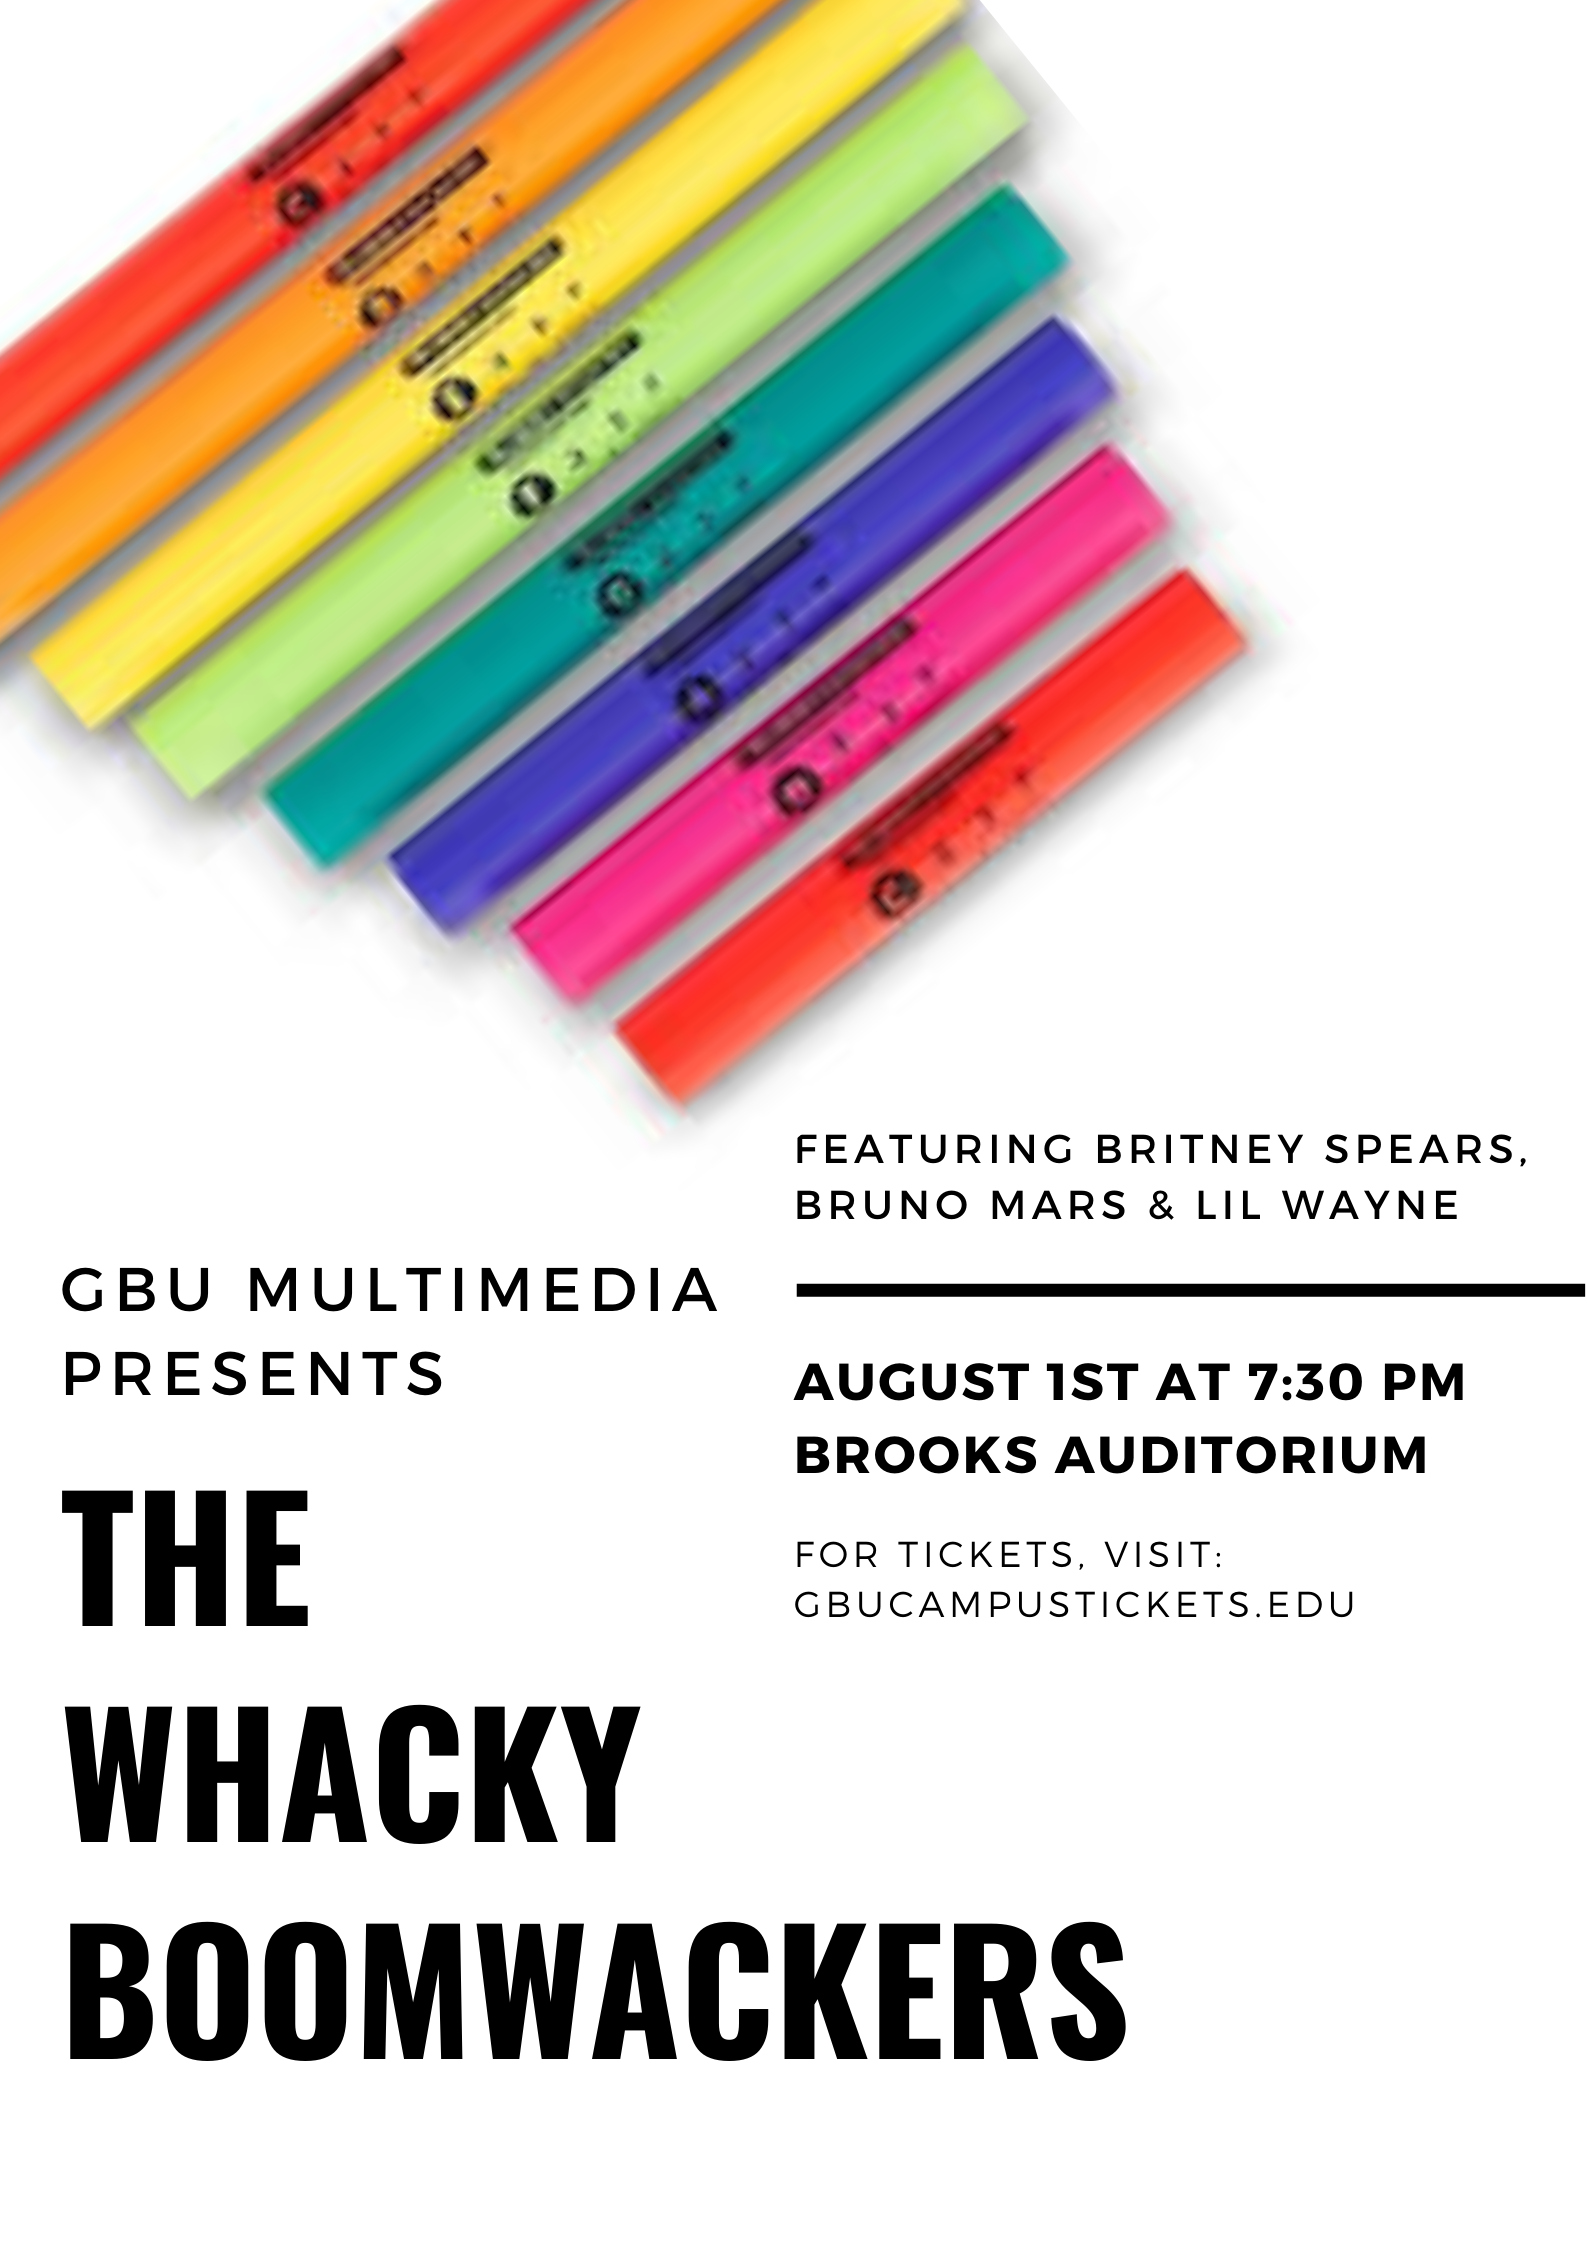 FEATURING BRITNEY SPEARS,
BRUNO MARS & LIL WAYNE
GBU MULTIMEDIA
PRESENTS
AUGUST 1ST AT 7:30 PM
BROOKS AUDITORIUM
FOR TICKETS, VISIT:
GBUCAMPUSTICKETS.EDU
THE
WHACKY
BOOMWACKERS